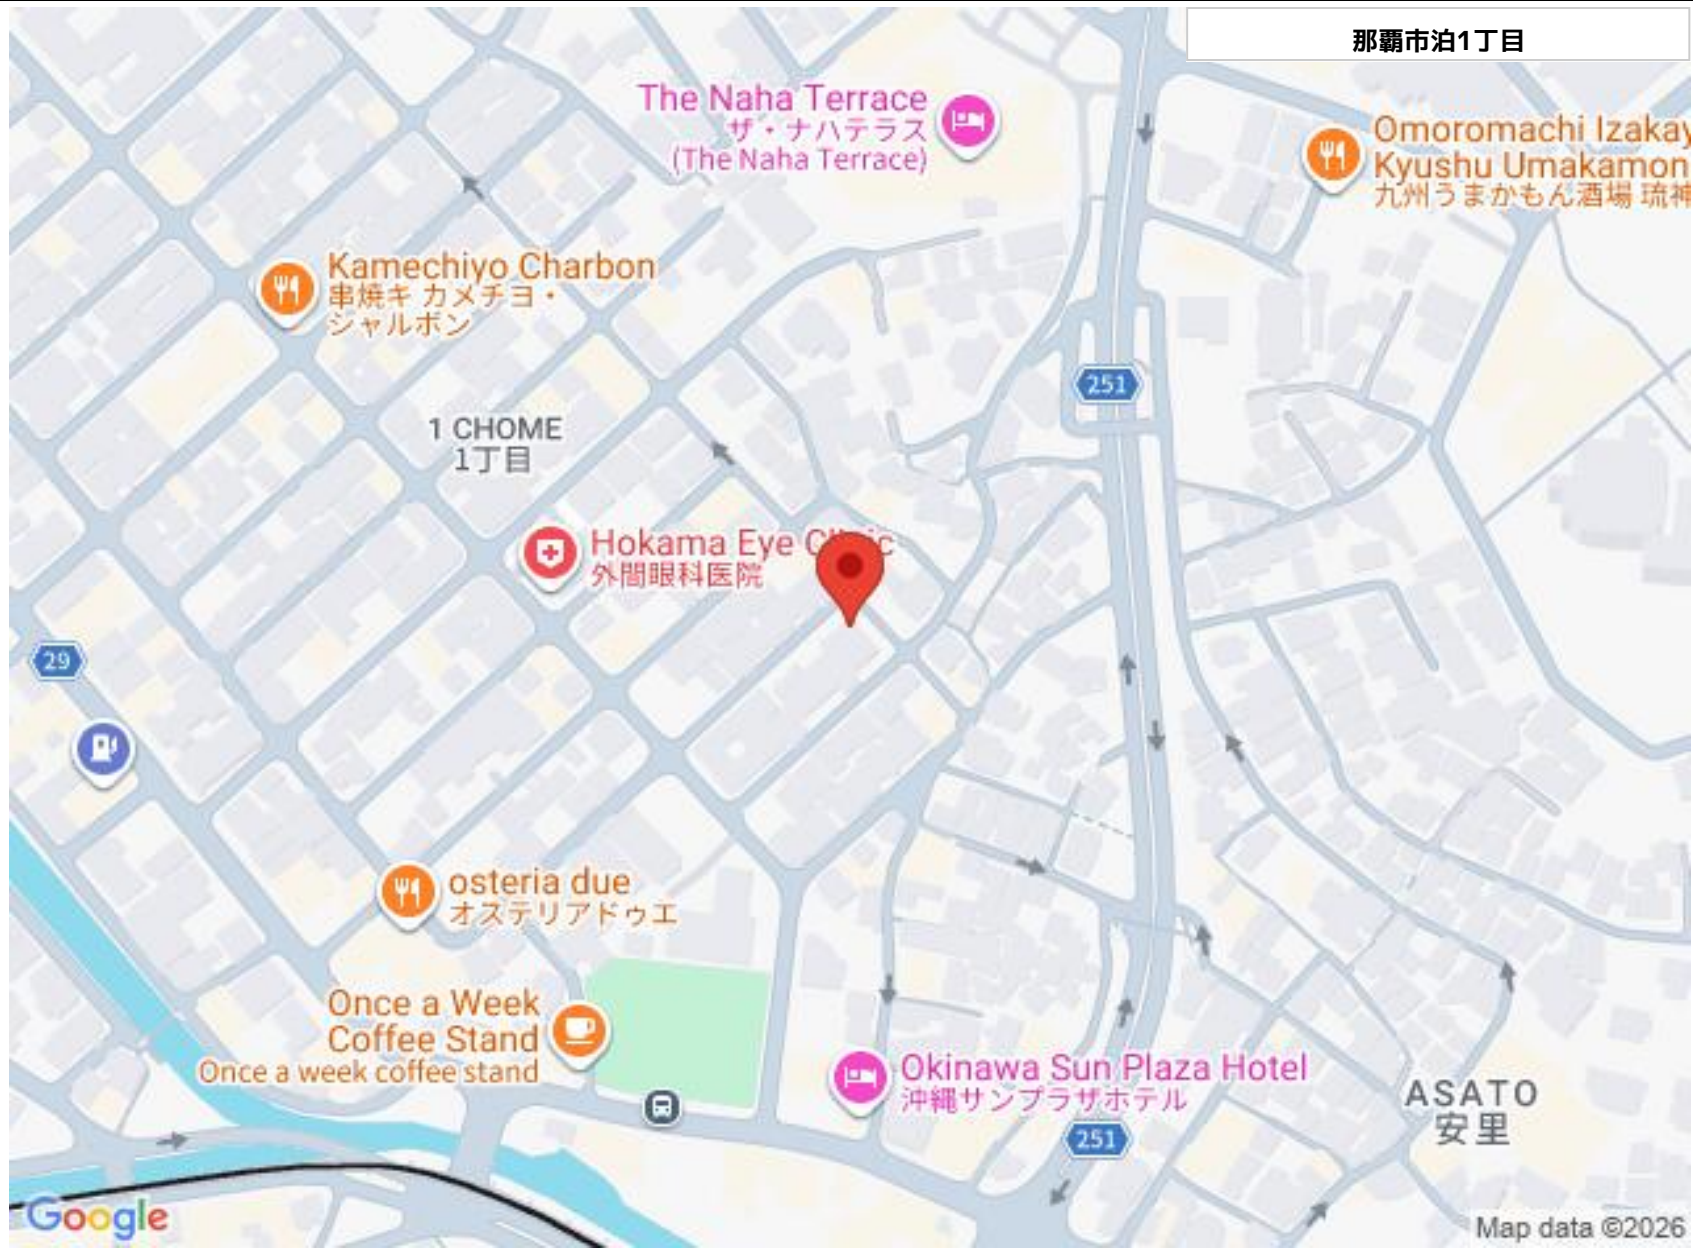 那覇市泊1丁目
The Naha Terrace
ザ・ナハテラス
(The Naha Terrace)
Omoromachi Izakay
Kyushu Umakamon
九州うまかもん酒場 琉神
Kamechiyo Charbon
串焼キ カメチヨ・
シャルボン
251
1 CHOME
1丁目
Hokama Eye Clinic
外間眼科医院
29
osteria due
オステリアドゥエ
Once a Week
Coffee Stand
Once a week coffee stand
Okinawa Sun Plaza Hotel
沖縄サンプラザホテル
ASATO
安里
251
Google
Map data ©2026